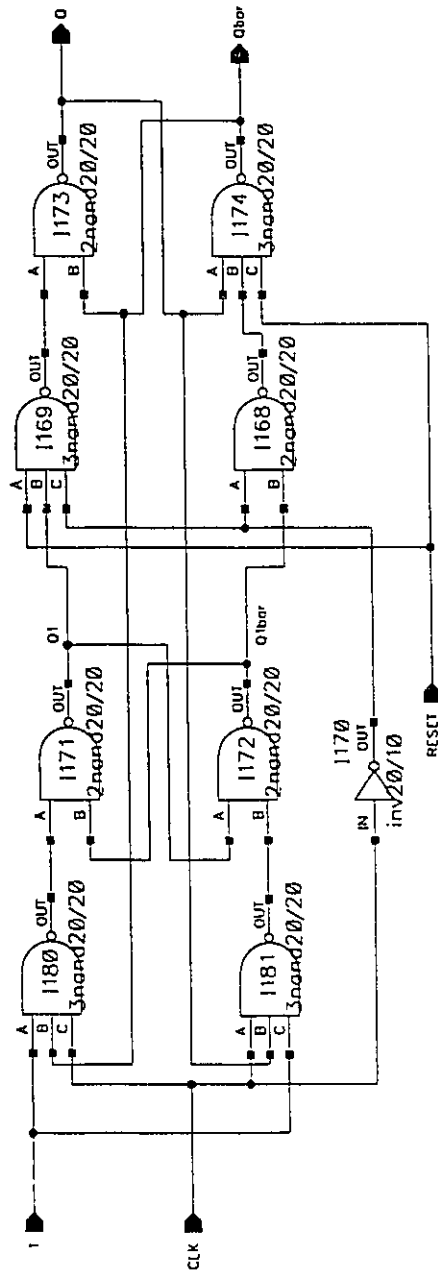 T
CLK
A
B
C
I180
3nand20/20
OUT
A
B
I171
2nand20/20
OUT
Q1
A
B
C
I169
3nand20/20
OUT
A
B
I173
2nand20/20
OUT
Q
A
B
C
I181
3nand20/20
OUT
A
B
I172
2nand20/20
OUT
Q1bar
A
B
I168
2nand20/20
OUT
A
B
C
I174
3nand20/20
OUT
Qbar
IN
I170
OUT
inv20/10
RESET